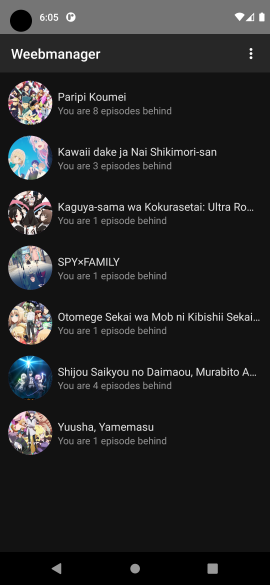 6:05
Weebmanager
Paripi Koumei
You are 8 episodes behind
Kawaii dake ja Nai Shikimori-san
You are 3 episodes behind
Kaguya-sama wa Kokurasetai: Ultra Ro...
You are 1 episode behind
SPY×FAMILY
You are 1 episode behind
Otomege Sekai wa Mob ni Kibishii Sekai...
You are 1 episode behind
Shijou Saikyou no Daimaou, Murabito A...
You are 4 episodes behind
Yuusha, Yamemasu
You are 1 episode behind